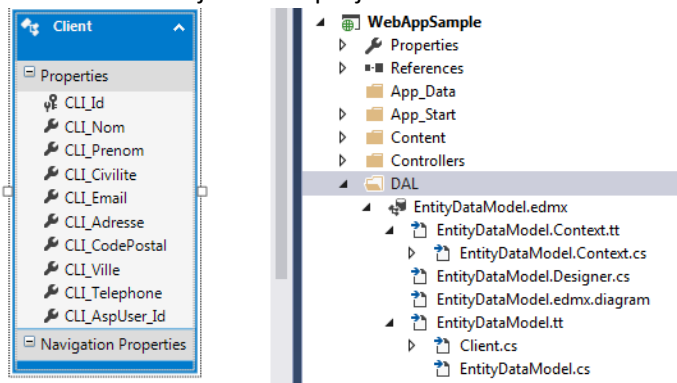 Client
Properties
CLI_Id
CLI_Nom
CLI_Prenom
CLI_Civilite
CLI_Email
CLI_Adresse
CLI_CodePostal
CLI_Ville
CLI_Telephone
CLI_AspUser_Id
Navigation Properties
WebAppSample
Properties
References
App_Data
App_Start
Content
Controllers
DAL
EntityDataModel.edmx
EntityDataModel.Context.tt
EntityDataModel.Context.cs
EntityDataModel.Designer.cs
EntityDataModel.edmx.diagram
EntityDataModel.tt
Client.cs
EntityDataModel.cs